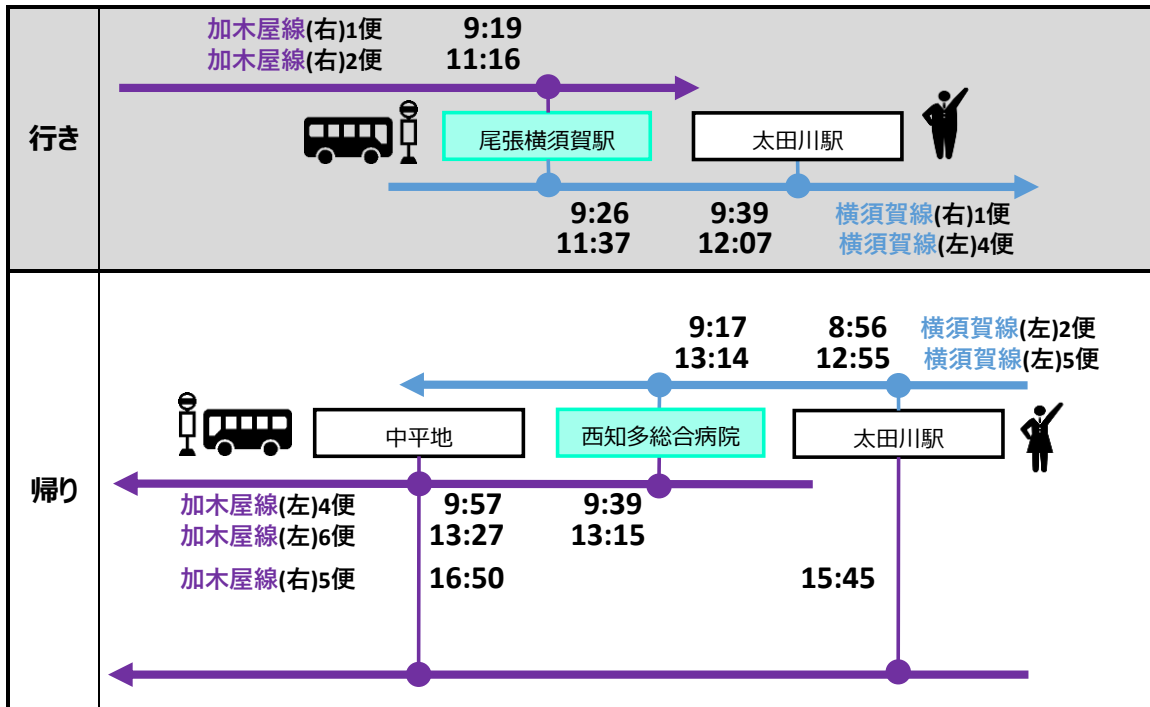 行き
加木屋線(右)1便 9:19
加木屋線(右)2便 11:16
尾張横須賀駅 太田川駅
9:26 9:39 横須賀線(右)1便
11:37 12:07 横須賀線(左)4便
帰り
9:17 8:56 横須賀線(左)2便
13:14 12:55 横須賀線(左)5便
中平地 西知多総合病院 太田川駅
加木屋線(左)4便 9:57 9:39
加木屋線(左)6便 13:27 13:15
加木屋線(右)5便 16:50 15:45